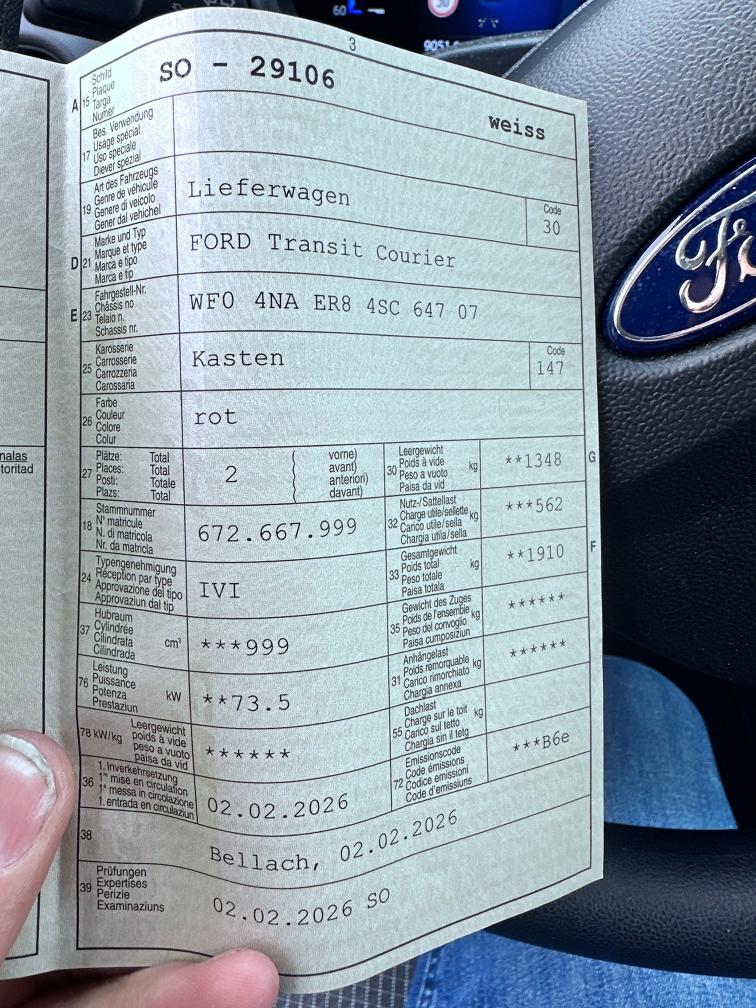 60
50
9051
3
A 15 Schild
Plaque
Targa
Numer
SO - 29106
weiss
17 Bes. Verwendung
Usage spécial
Uso speciale
Diever spezial
19 Art des Fahrzeugs
Genre de véhicule
Genere di veicolo
Gener dal vehichel
Lieferwagen
Code
30
D 21 Marke und Typ
Marque et type
Marca e tipo
Marca e tip
FORD Transit Courier
E 23 Fahrgestell-Nr.
Châssis no
Telaio n.
Schassis nr.
WF0 4NA ER8 4SC 647 07
25 Karosserie
Carrosserie
Carrozzeria
Carossaria
Kasten
Code
147
26 Farbe
Couleur
Colore
Colur
rot
nalas
toritad
27 Plätze: Total
Places: Total
Posti: Totale
Plazs: Total
2
vorne)
avant)
anteriori)
davant)
30 Leergewicht
Poids à vide
Peso a vuoto
Paisa da vid
kg
**1348
G
18 Stammnummer
N° matricule
N. di matricola
Nr. da matricla
672.667.999
32 Nutz-/Sattellast
Charge utile/sellette
Carico utile/sella
Chargia utila/sella
kg
***562
24 Typengenehmigung
Réception par type
Approvazione del tipo
Approvaziun dal tip
IVI
33 Gesamtgewicht
Poids total
Peso totale
Paisa totala
kg
**1910
F
37 Hubraum
Cylindrée
Cilindrata
Cilindrada
cm³
***999
35 Gewicht des Zuges
Poids de l'ensemble
Peso del convoglio
Paisa cumposiziun
kg
******
76 Leistung
Puissance
Potenza
Prestaziun
kW
**73.5
31 Anhängelast
Poids remorquable
Carico rimorchiato
Chargia annexa
kg
******
78 kW/kg Leergewicht
poids à vide
peso a vuoto
paisa da vid
******
55 Dachlast
Charge sur le toit
Carico sul tetto
Chargia sin il tetg
kg
36 1. Inverkehrsetzung
1re mise en circulation
1a messa in circolazione
1. entrada en circulaziun
02.02.2026
72 Emissionscode
Code émissions
Codice emissioni
Code d'emissiuns
***B6e
38
Bellach, 02.02.2026
39 Prüfungen
Expertises
Perizie
Examinaziuns
02.02.2026 SO